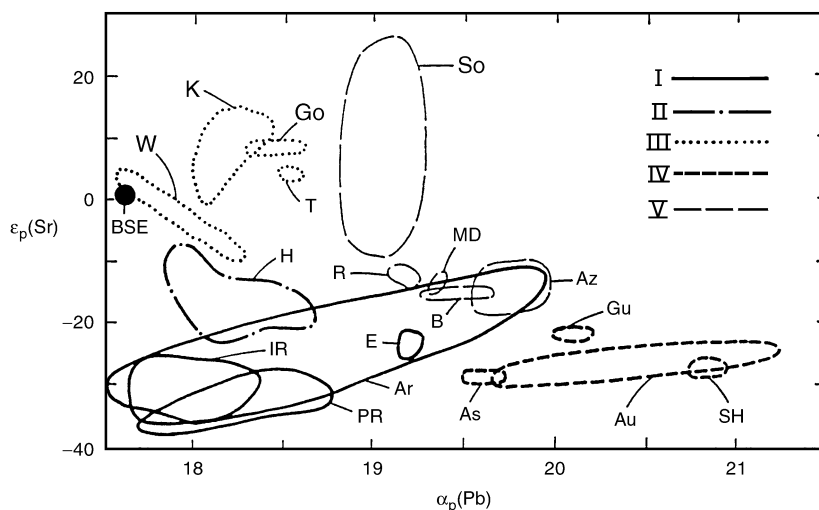 So
I
20
K
II
Go
III
W
IV
T
0
V
BSE
εp(Sr)
MD
H
R
Az
B
−20
E
Gu
IR
Ar
As
Au
SH
PR
−40
18
19
20
21
αp(Pb)